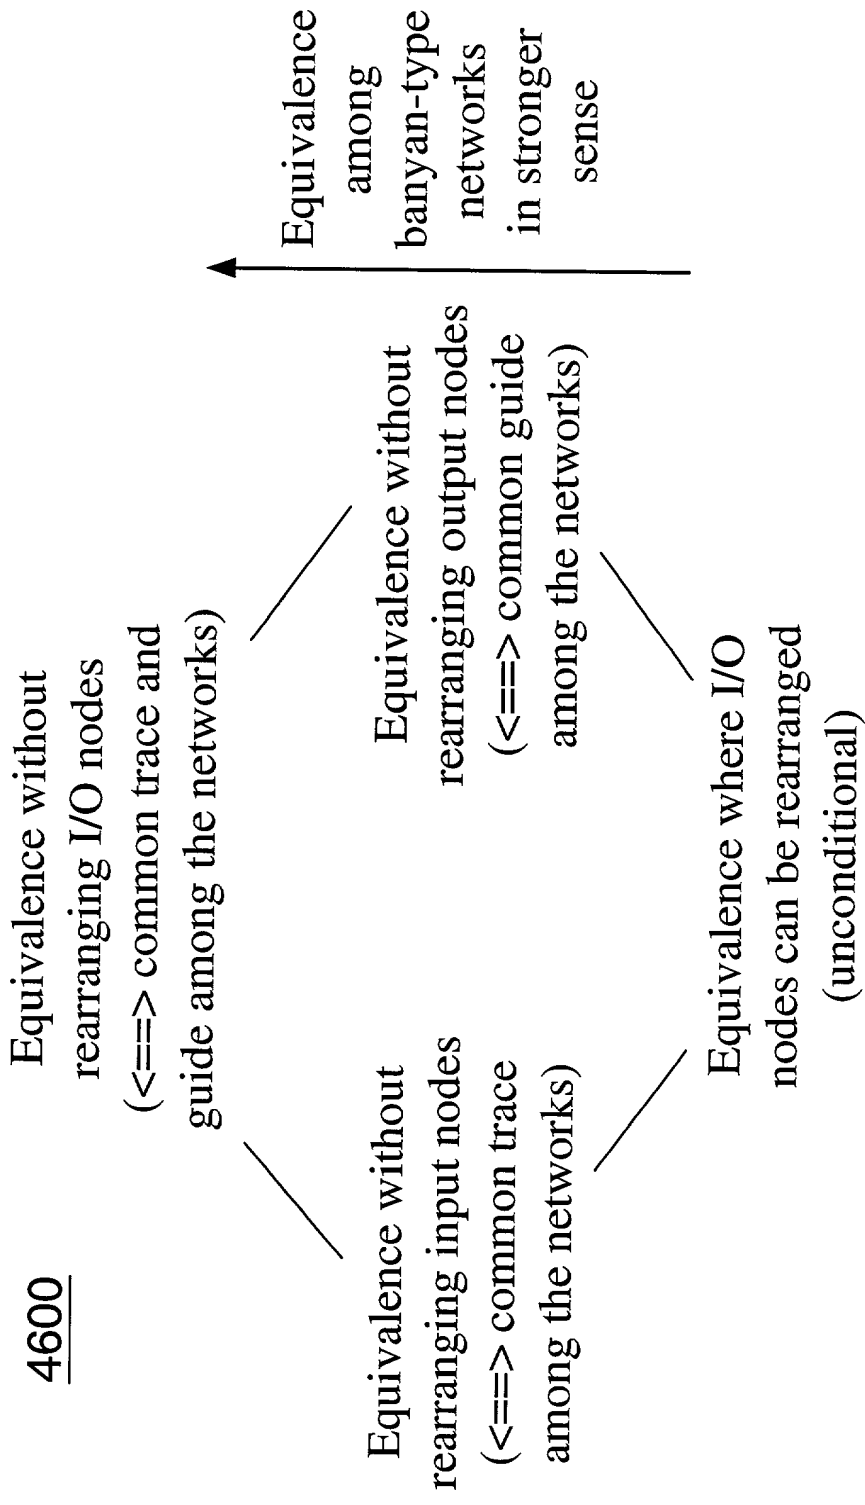 4600
Equivalence without
rearranging I/O nodes
(<==> common trace and
guide among the networks)
Equivalence
among
banyan-type
networks
in stronger
sense
Equivalence without
rearranging input nodes
(<==> common trace
among the networks)
Equivalence without
rearranging output nodes
(<==> common guide
among the networks)
Equivalence where I/O
nodes can be rearranged
(unconditional)